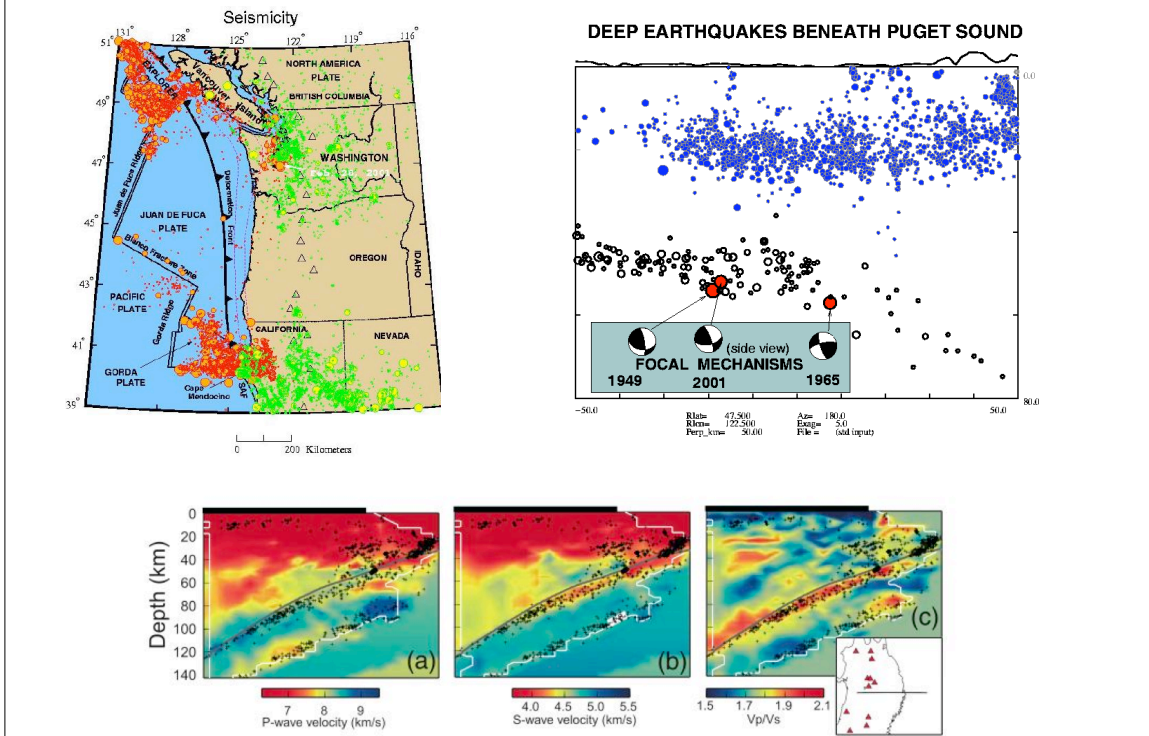 Seismicity
131° 128° 125° 122° 119° 116°
51°
49°
47°
45°
43°
41°
39°
EXPLORER
Vancouver
Island
NORTH AMERICA
PLATE
BRITISH COLUMBIA
WASHINGTON
Juan de Fuca Ridge
JUAN DE FUCA
PLATE
Deformation Front
Blanco Fracture Zone
OREGON
IDAHO
PACIFIC
PLATE
Gorda Ridge
CALIFORNIA
NEVADA
GORDA
PLATE
Cape
Mendocino
SAF
0 200 Kilometers
DEEP EARTHQUAKES BENEATH PUGET SOUND
0.0
(side view)
FOCAL MECHANISMS
1949 2001 1965
-50.0 50.0 80.0
Rlat= 47.500 Az= 180.0
Rlon= 122.500 Exag= 5.0
Perp_km= 50.00 File = (std input)
Depth (km)
0
20
40
60
80
100
120
140
(a) (b) (c)
7 8 9
P-wave velocity (km/s)
4.0 4.5 5.0 5.5
S-wave velocity (km/s)
1.5 1.7 1.9 2.1
Vp/Vs